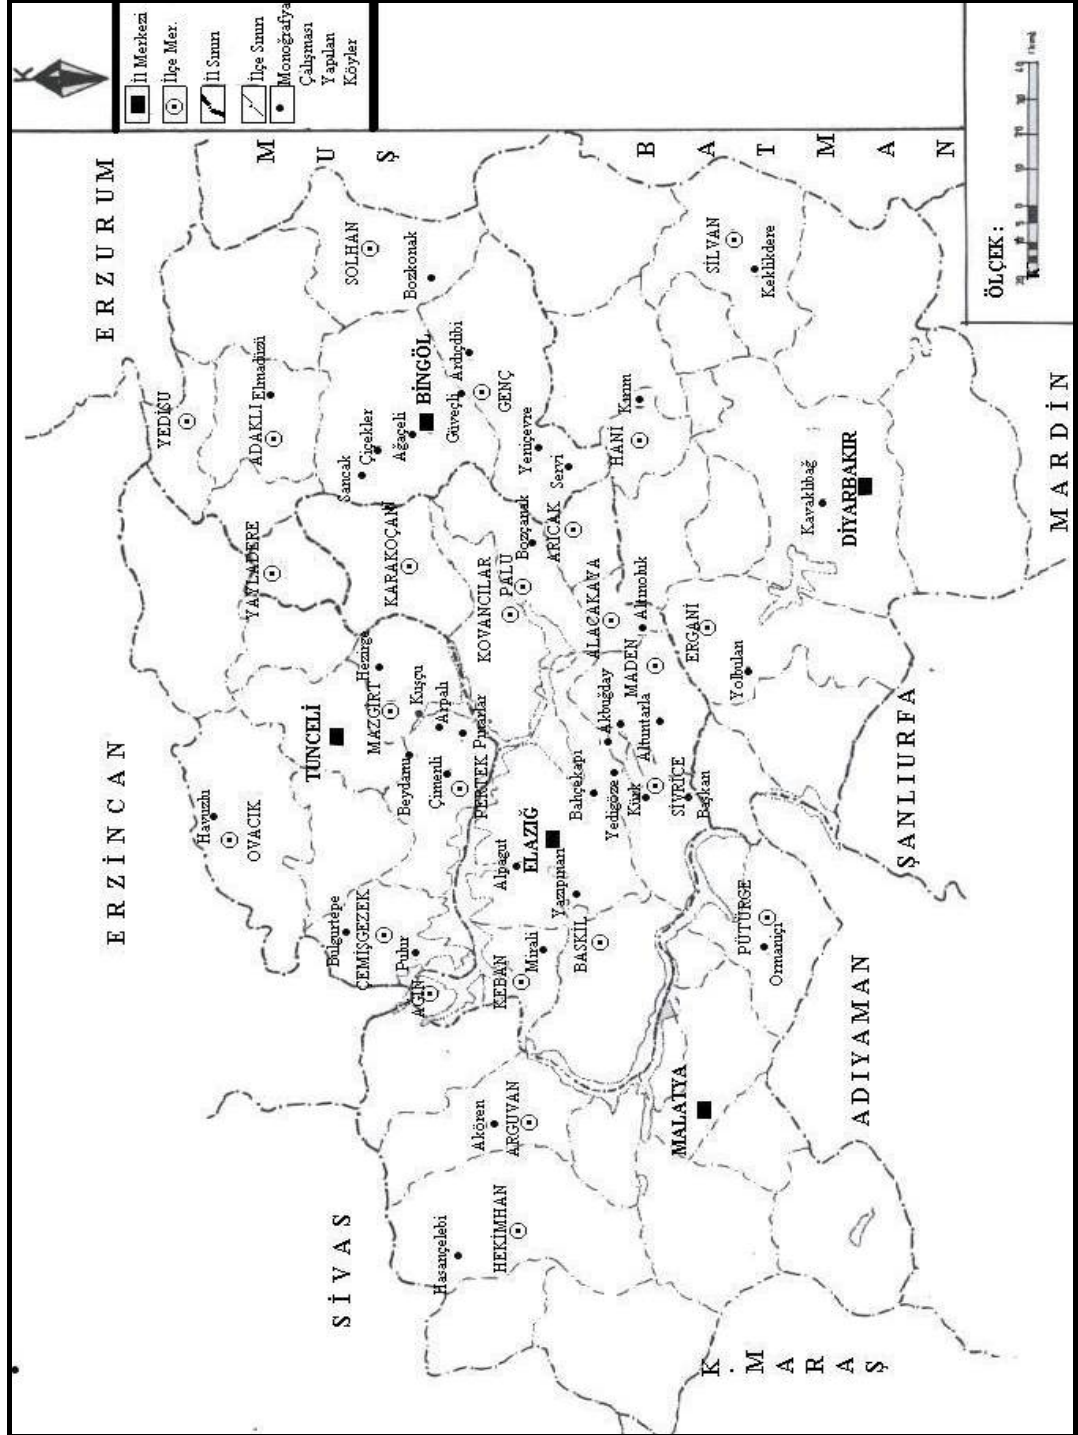 K
İl Merkezi
İlçe Mer.
İl Sınırı
İlçe Sınırı
Monoğrafya
Çalışması
Yapılan
Köyler
ERZURUM
MUŞ
BATMAN
ERZİNCAN
SİVAS
K.MARAŞ
ADIYAMAN
ŞANLIURFA
MARDİN
ÖLÇEK :
YEDİSU
ADAKLI
Elmadüzü
SOLHAN
Bozkonak
SİLVAN
Keklikdere
Sancak
Çiçekler
Ağaçeli
BİNGÖL
Güveçli
Ardıçdibi
GENÇ
Yeniçevre
Servi
HANİ
Kırım
Kavaklıbağ
DİYARBAKIR
YAYLADERE
KARAKOÇAN
KOVANCILAR
PALU
Bozçanak
ARICAK
ALACAKAYA
Altınoluk
MADEN
ERGANİ
Yolbulan
TUNCELİ
Hezirge
MAZGİRT
Kuşçu
Arpalı
Pınarlar
Beydamı
Çimenli
PERTEK
Akbuğday
Altuntarla
Bahçekapı
Yedigöze
Kürk
SİVRİCE
Başkan
Havuzlu
OVACIK
Alpagut
ELAZIĞ
Yazıpınarı
Bulgurtepe
ÇEMİŞGEZEK
Pulur
AĞIN
KEBAN
Mirali
BASKİL
PÜTÜRGE
Ormaniçi
MALATYA
Akören
ARGUVAN
Hasançelebi
HEKİMHAN